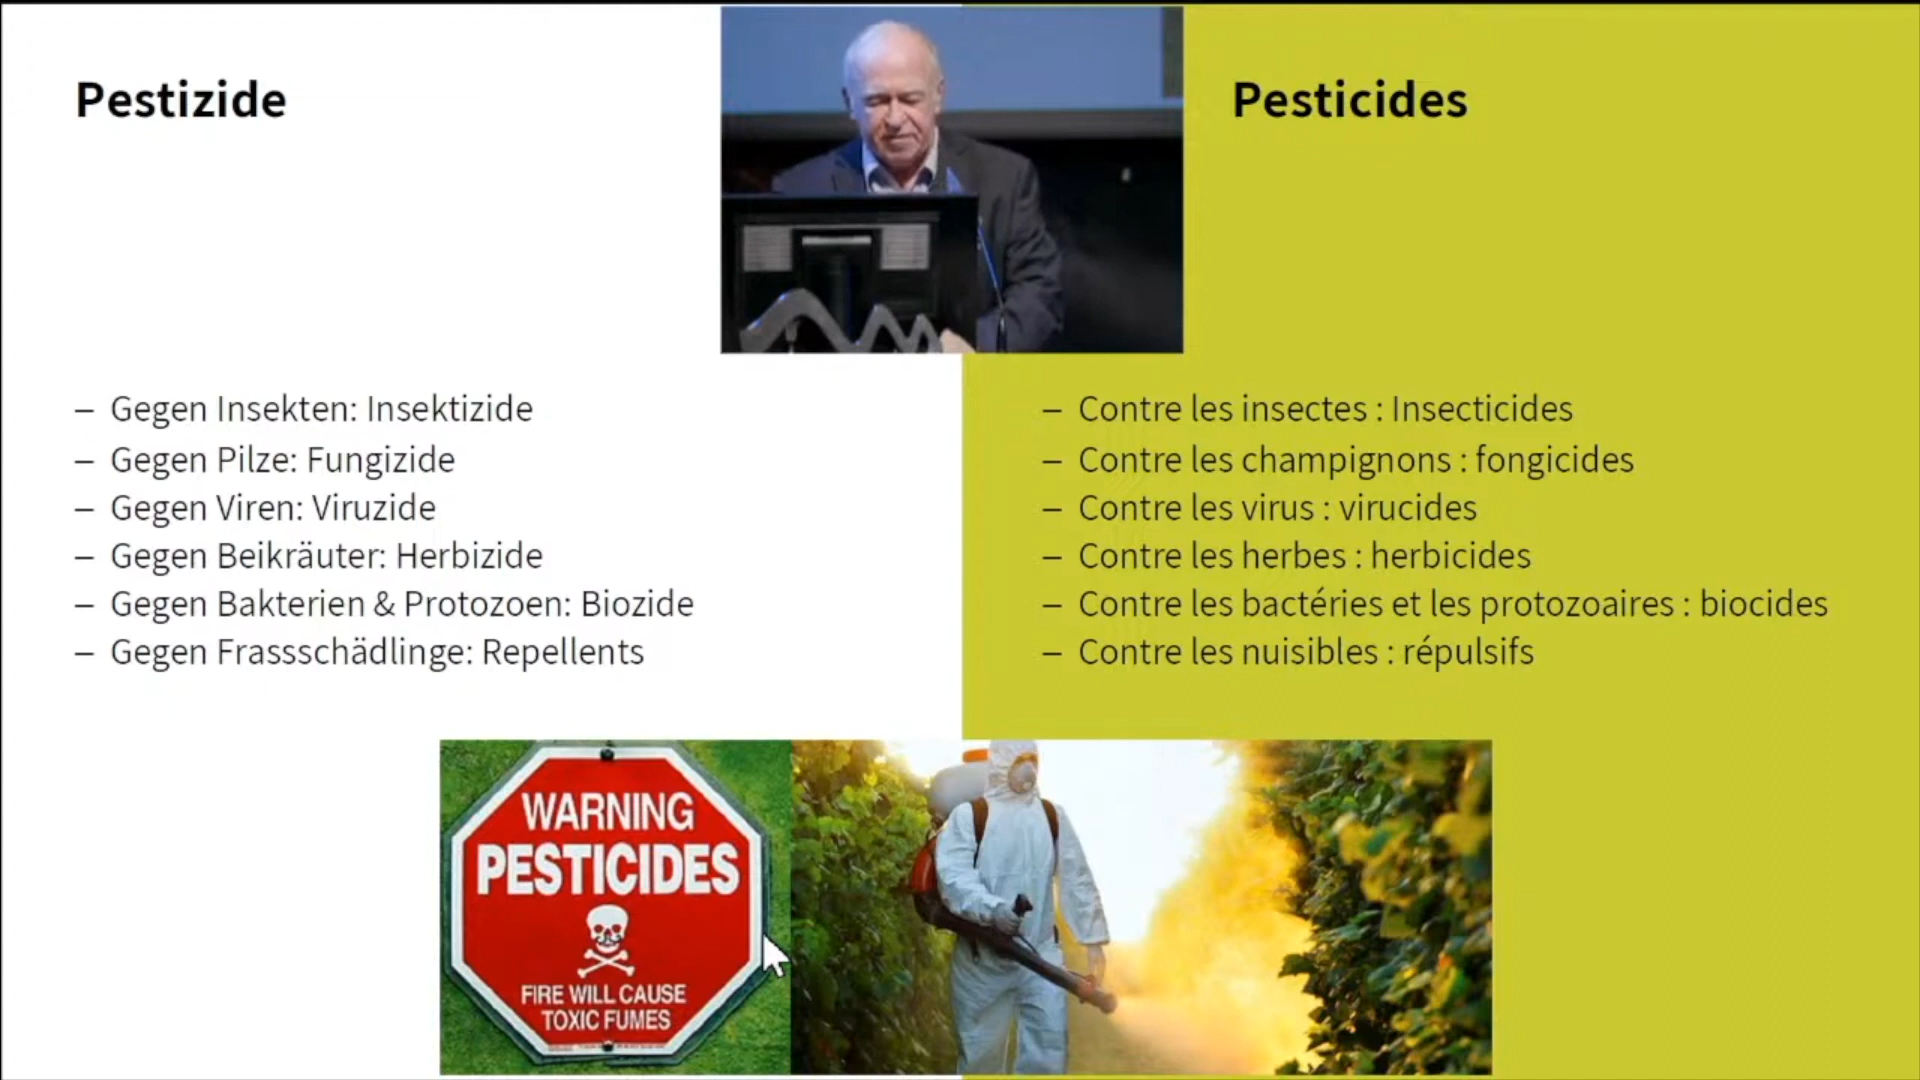 Pestizide
– Gegen Insekten: Insektizide
– Gegen Pilze: Fungizide
– Gegen Viren: Viruzide
– Gegen Beikräuter: Herbizide
– Gegen Bakterien & Protozoen: Biozide
– Gegen Frassschädlinge: Repellents
Pesticides
– Contre les insectes : Insecticides
– Contre les champignons : fongicides
– Contre les virus : virucides
– Contre les herbes : herbicides
– Contre les bactéries et les protozoaires : biocides
– Contre les nuisibles : répulsifs
WARNING
PESTICIDES
FIRE WILL CAUSE
TOXIC FUMES